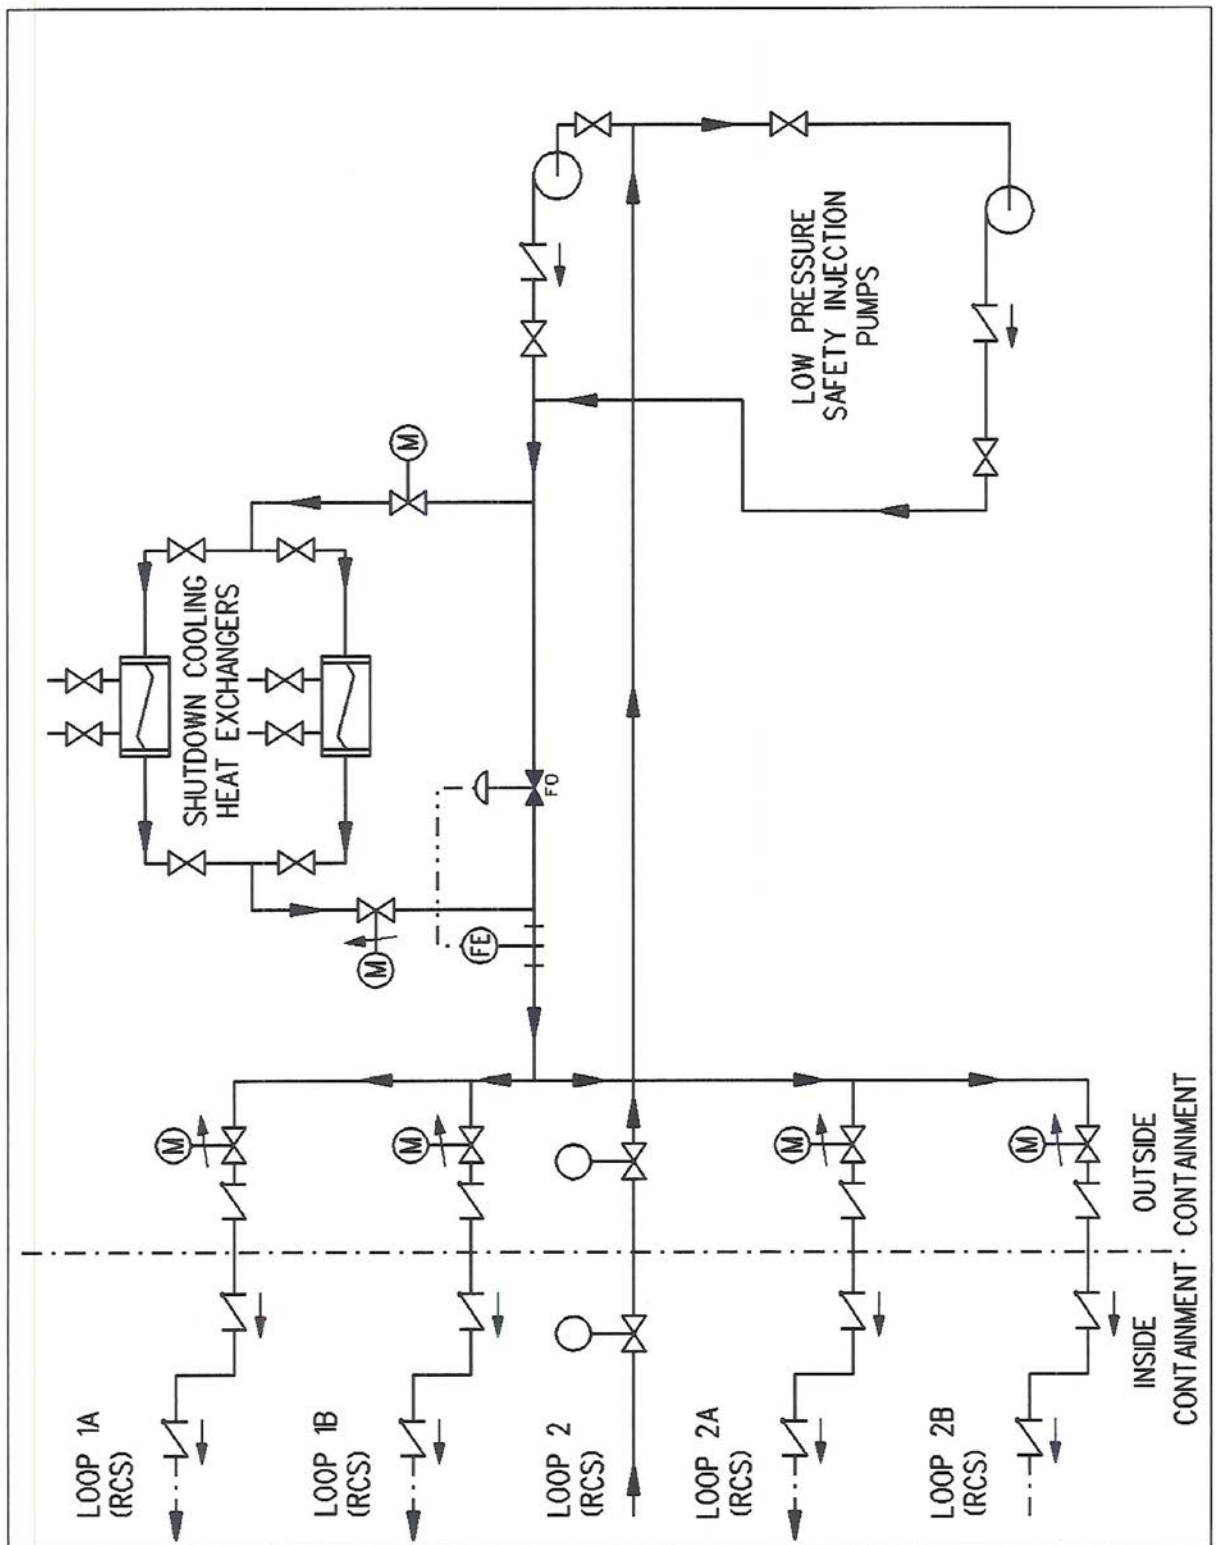 LOOP 1A
(RCS)
LOOP 1B
(RCS)
LOOP 2
(RCS)
LOOP 2A
(RCS)
LOOP 2B
(RCS)
INSIDE
CONTAINMENT
OUTSIDE
CONTAINMENT
M
M
M
M
M
FE
FO
M
SHUTDOWN COOLING
HEAT EXCHANGERS
LOW PRESSURE
SAFETY INJECTION
PUMPS